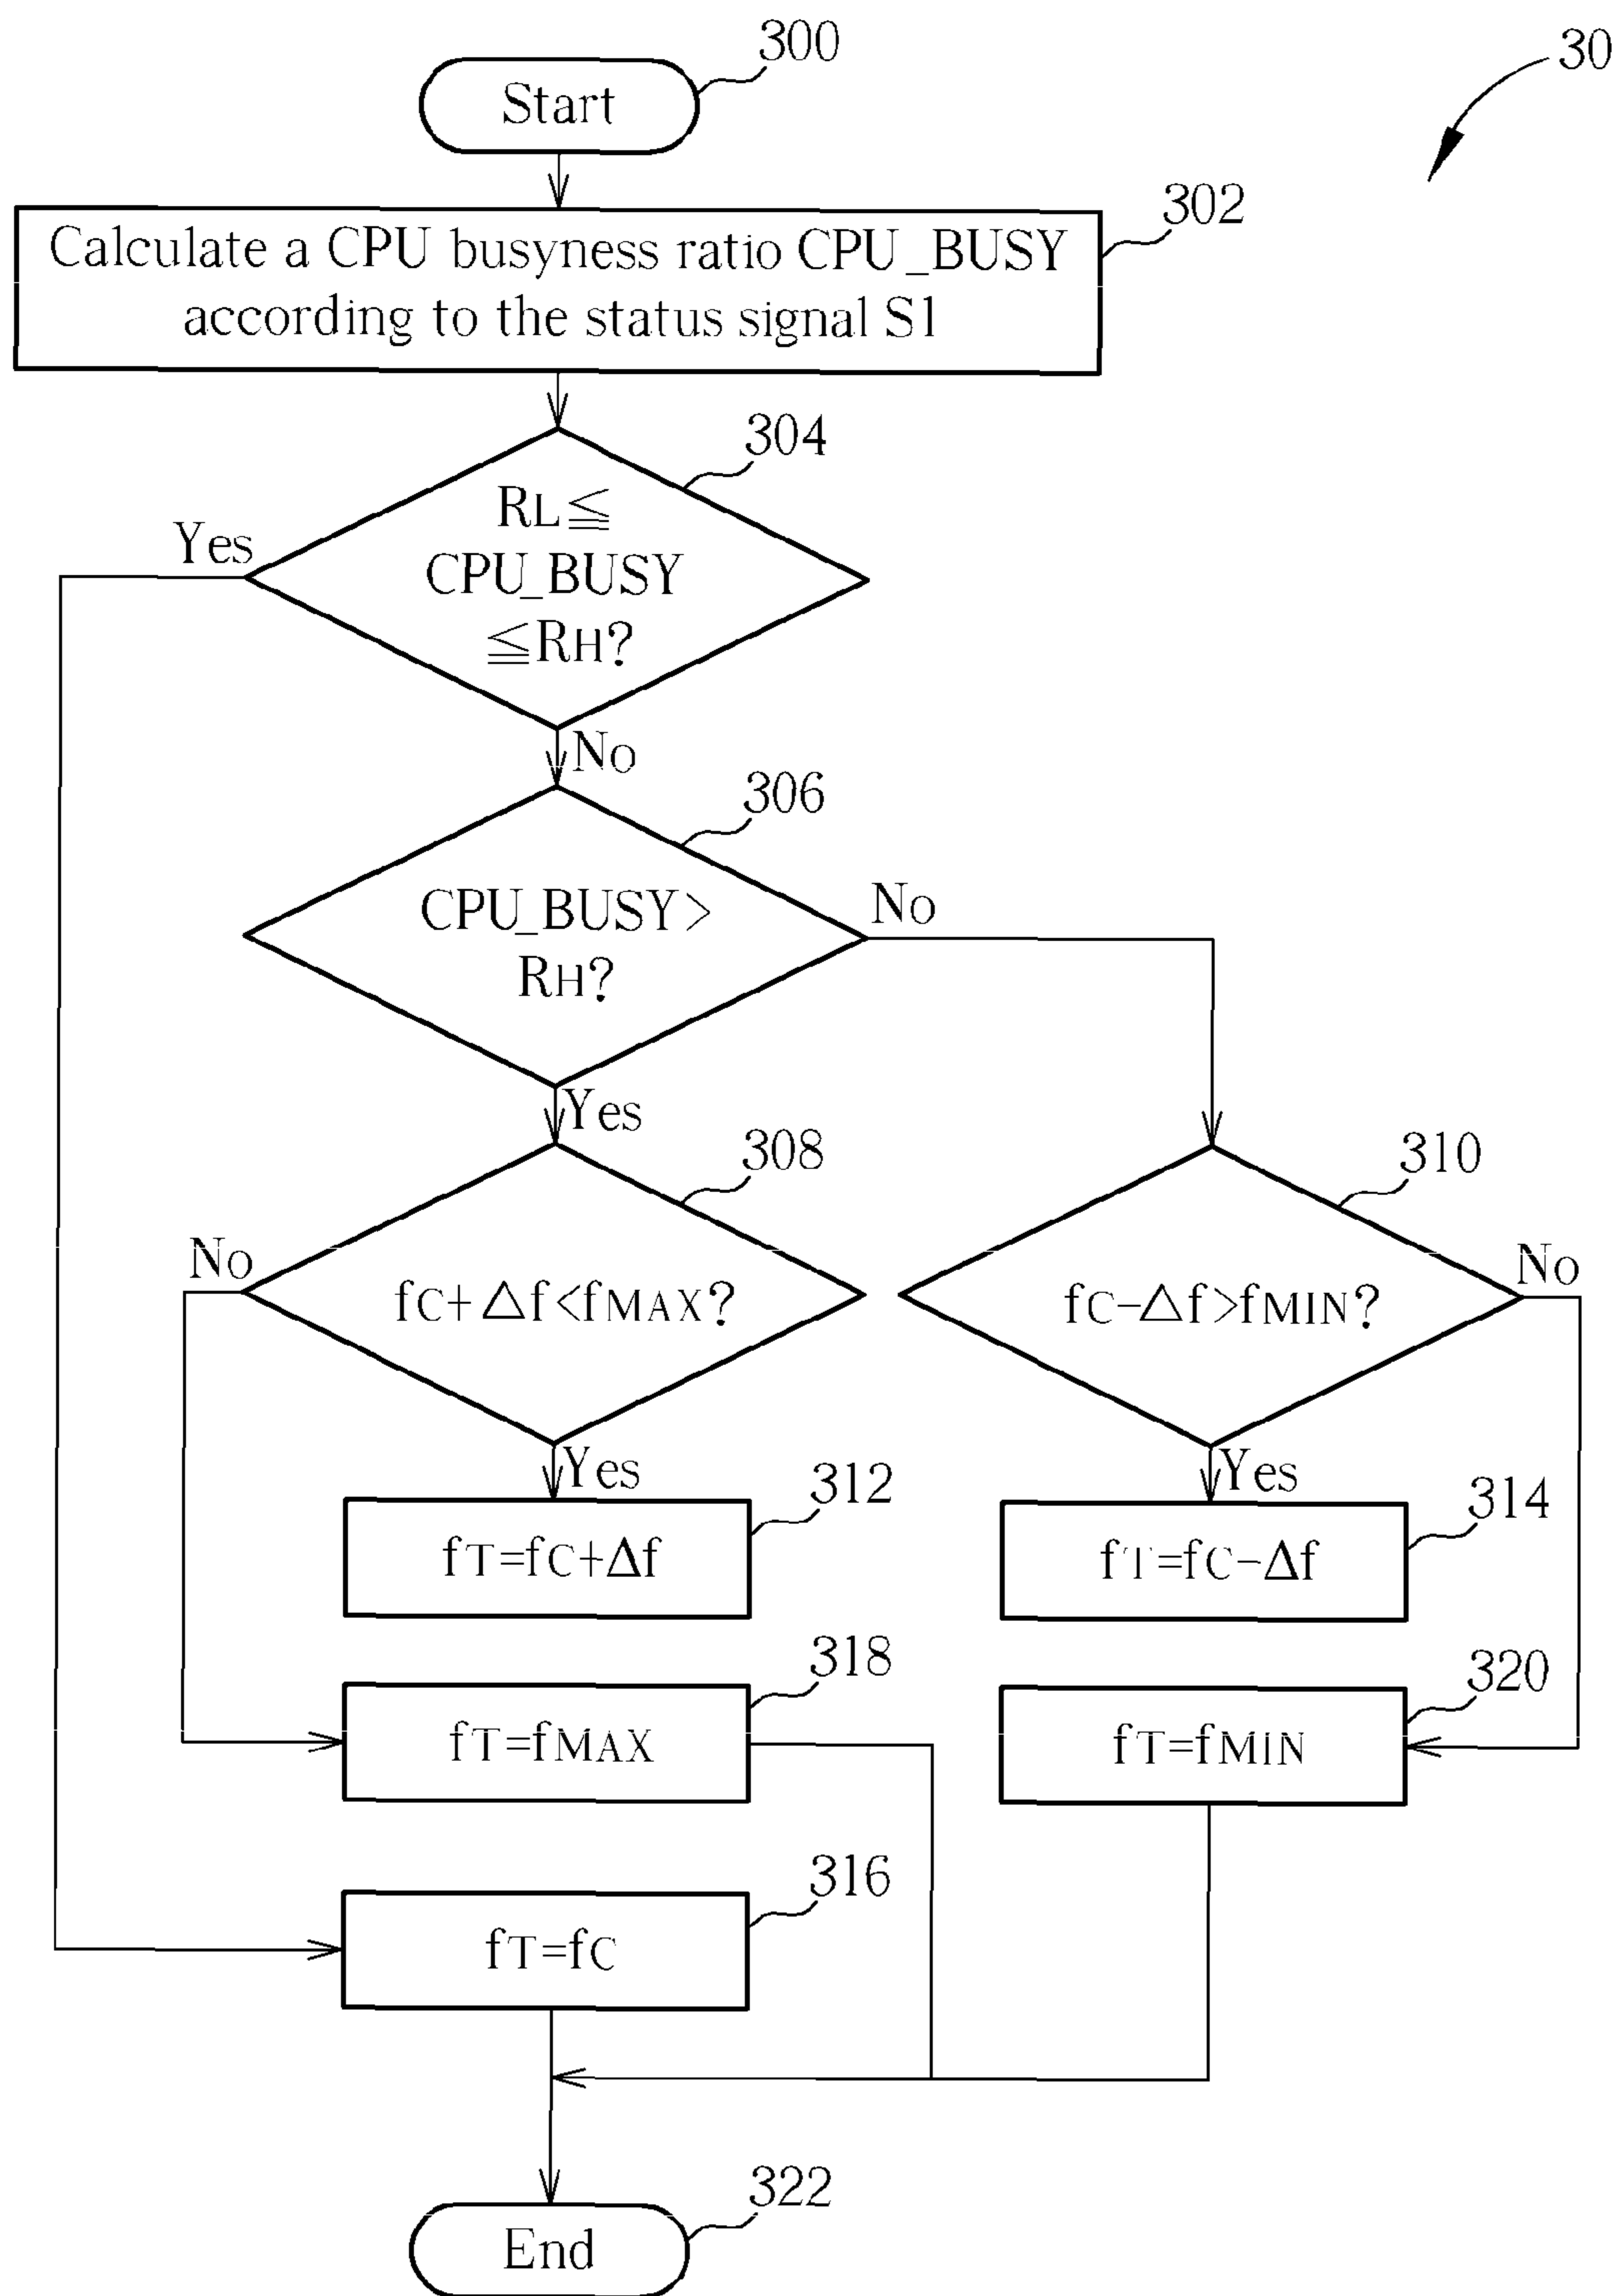 300
30
Start
302
Calculate a CPU busyness ratio CPU_BUSY
according to the status signal S1
304
RL≦
CPU_BUSY
≦RH?
Yes
No
306
CPU_BUSY>
RH?
No
Yes
308
310
No
fC+△f<fMAX?
fC−△f>fMIN?
No
Yes
Yes
312
314
fT=fC+Δf
fT=fC−Δf
318
320
fT=fMAX
fT=fMIN
316
fT=fC
322
End